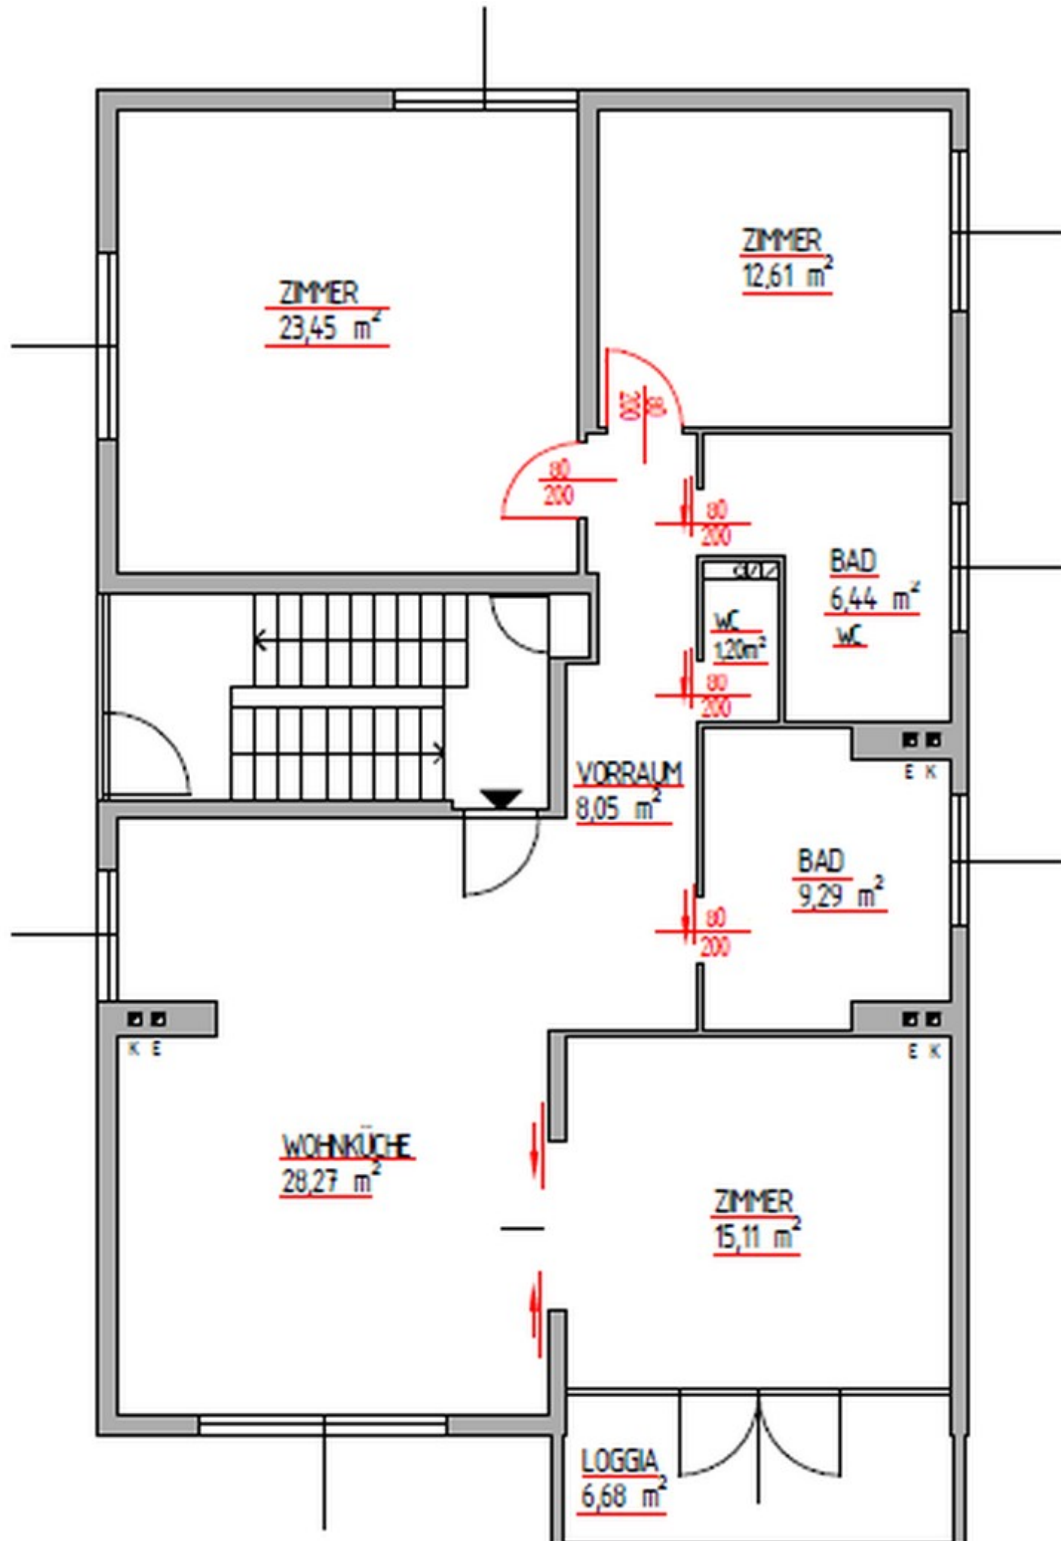 ZIMMER
12,61 m²
ZIMMER
23,45 m²
80
200
80
200
80
200
BAD
6,44 m²
WC
WC
1,20m²
80
200
VORRAUM
8,05 m²
E K
BAD
9,29 m²
80
200
K E
E K
WOHNKÜCHE
28,27 m²
ZIMMER
15,11 m²
LOGGIA
6,68 m²